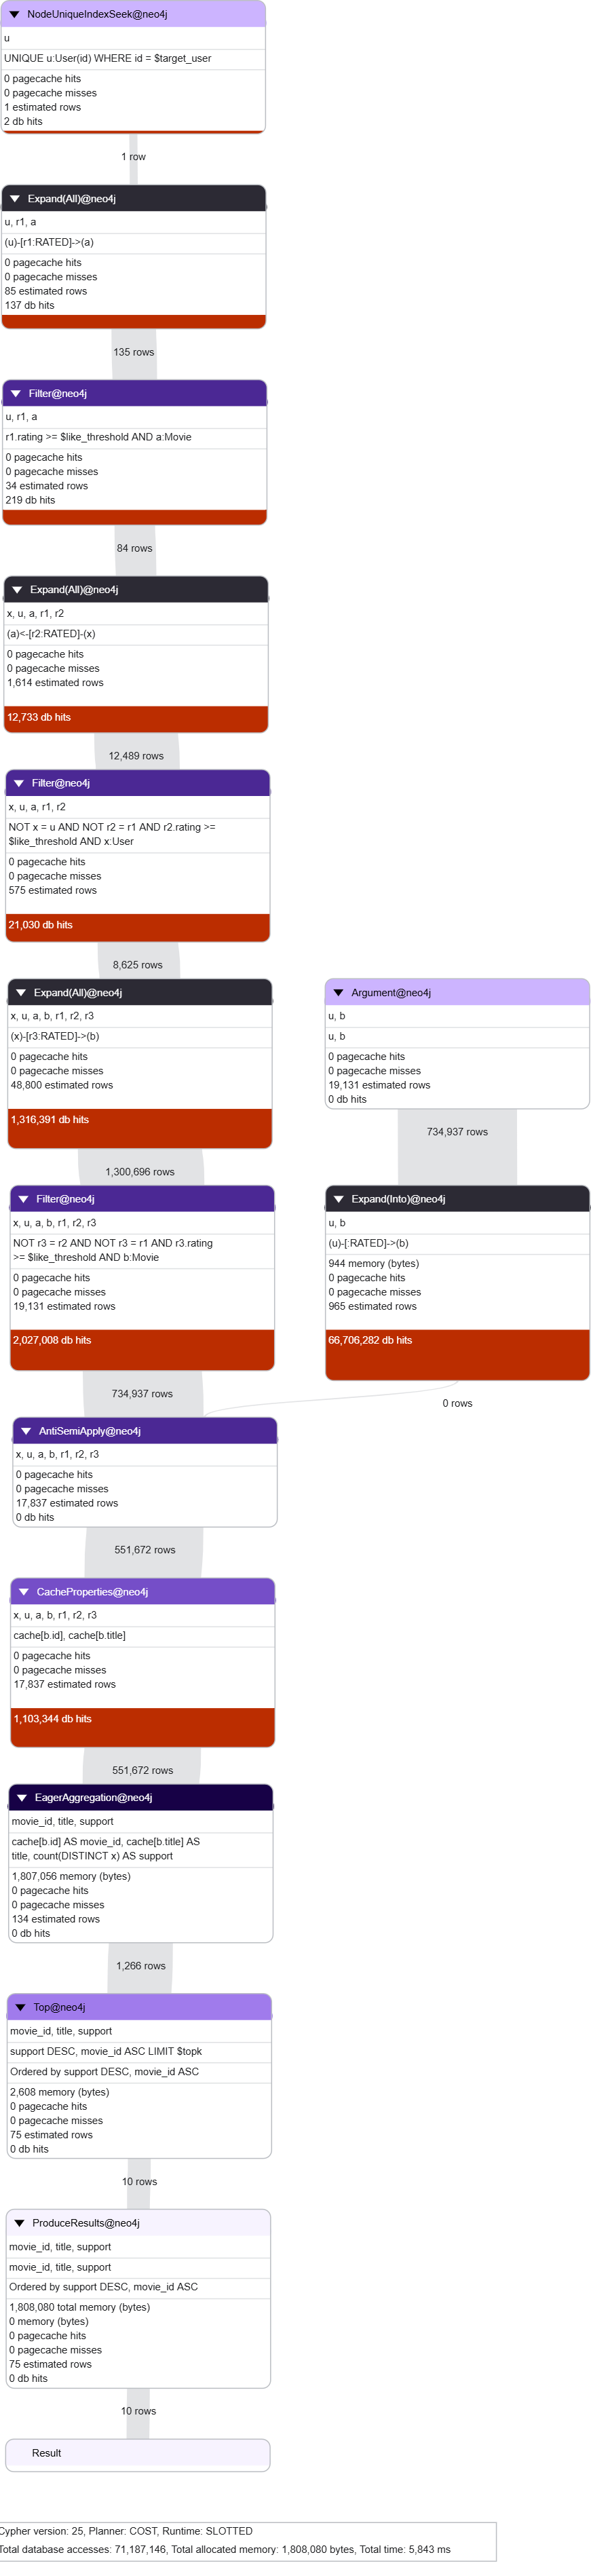 NodeUniqueIndexSeek@neo4j
u
UNIQUE u:User(id) WHERE id = $target_user
0 pagecache hits
0 pagecache misses
1 estimated rows
2 db hits
1 row
Expand(All)@neo4j
u, r1, a
(u)-[r1:RATED]->(a)
0 pagecache hits
0 pagecache misses
85 estimated rows
137 db hits
135 rows
Filter@neo4j
u, r1, a
r1.rating >= $like_threshold AND a:Movie
0 pagecache hits
0 pagecache misses
34 estimated rows
219 db hits
84 rows
Expand(All)@neo4j
x, u, a, r1, r2
(a)<-[r2:RATED]-(x)
0 pagecache hits
0 pagecache misses
1,614 estimated rows
12,733 db hits
12,489 rows
Filter@neo4j
x, u, a, r1, r2
NOT x = u AND NOT r2 = r1 AND r2.rating >=
$like_threshold AND x:User
0 pagecache hits
0 pagecache misses
575 estimated rows
21,030 db hits
8,625 rows
Expand(All)@neo4j
x, u, a, b, r1, r2, r3
(x)-[r3:RATED]->(b)
0 pagecache hits
0 pagecache misses
48,800 estimated rows
1,316,391 db hits
1,300,696 rows
Argument@neo4j
u, b
u, b
0 pagecache hits
0 pagecache misses
19,131 estimated rows
0 db hits
734,937 rows
Filter@neo4j
x, u, a, b, r1, r2, r3
NOT r3 = r2 AND NOT r3 = r1 AND r3.rating
>= $like_threshold AND b:Movie
0 pagecache hits
0 pagecache misses
19,131 estimated rows
2,027,008 db hits
734,937 rows
Expand(Into)@neo4j
u, b
(u)-[:RATED]->(b)
944 memory (bytes)
0 pagecache hits
0 pagecache misses
965 estimated rows
66,706,282 db hits
0 rows
AntiSemiApply@neo4j
x, u, a, b, r1, r2, r3
0 pagecache hits
0 pagecache misses
17,837 estimated rows
0 db hits
551,672 rows
CacheProperties@neo4j
x, u, a, b, r1, r2, r3
cache[b.id], cache[b.title]
0 pagecache hits
0 pagecache misses
17,837 estimated rows
1,103,344 db hits
551,672 rows
EagerAggregation@neo4j
movie_id, title, support
cache[b.id] AS movie_id, cache[b.title] AS
title, count(DISTINCT x) AS support
1,807,056 memory (bytes)
0 pagecache hits
0 pagecache misses
134 estimated rows
0 db hits
1,266 rows
Top@neo4j
movie_id, title, support
support DESC, movie_id ASC LIMIT $topk
Ordered by support DESC, movie_id ASC
2,608 memory (bytes)
0 pagecache hits
0 pagecache misses
75 estimated rows
0 db hits
10 rows
ProduceResults@neo4j
movie_id, title, support
movie_id, title, support
Ordered by support DESC, movie_id ASC
1,808,080 total memory (bytes)
0 memory (bytes)
0 pagecache hits
0 pagecache misses
75 estimated rows
0 db hits
10 rows
Result
Cypher version: 25, Planner: COST, Runtime: SLOTTED
Total database accesses: 71,187,146, Total allocated memory: 1,808,080 bytes, Total time: 5,843 ms